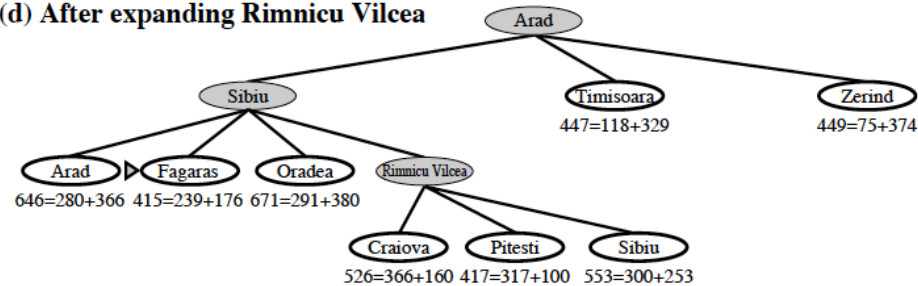 (d) After expanding Rimnicu Vilcea
Arad
Sibiu
Timisoara
Zerind
447=118+329
449=75+374
Arad
Fagaras
Oradea
Rimnicu Vilcea
646=280+366
415=239+176
671=291+380
Craiova
Pitesti
Sibiu
526=366+160
417=317+100
553=300+253